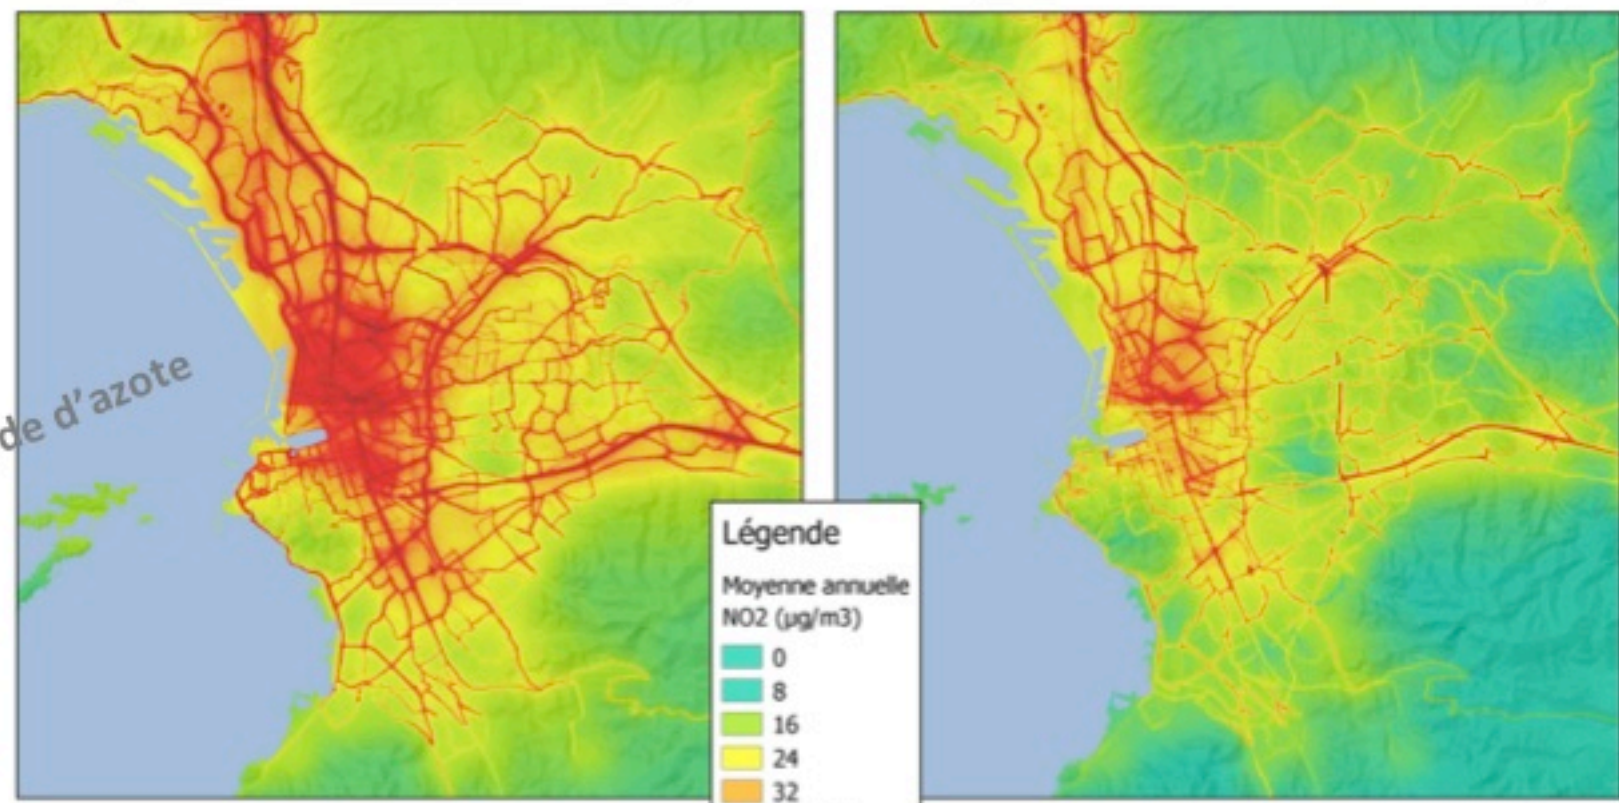 de d'azote
Légende
Moyenne annuelle
NO2 (µg/m3)
0
8
16
24
32